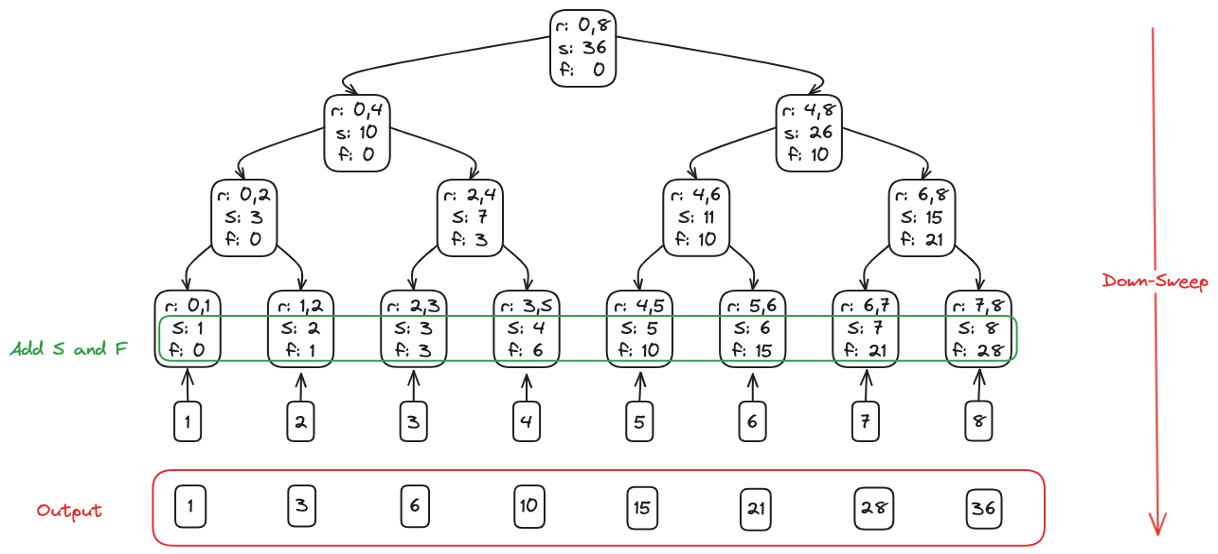 r: 0,8
s: 36
f: 0
r: 0,4
s: 10
f: 0
r: 4,8
s: 26
f: 10
r: 0,2
S: 3
f: 0
r: 2,4
S: 7
f: 3
r: 4,6
S: 11
f: 10
r: 6,8
S: 15
f: 21
Down-Sweep
r: 0,1
S: 1
f: 0
r: 1,2
S: 2
f: 1
r: 2,3
S: 3
f: 3
r: 3,5
S: 4
f: 6
r: 4,5
S: 5
f: 10
r: 5,6
S: 6
f: 15
r: 6,7
S: 7
f: 21
r: 7,8
S: 8
f: 28
Add S and F
1
2
3
4
5
6
7
8
Output
1
3
6
10
15
21
28
36